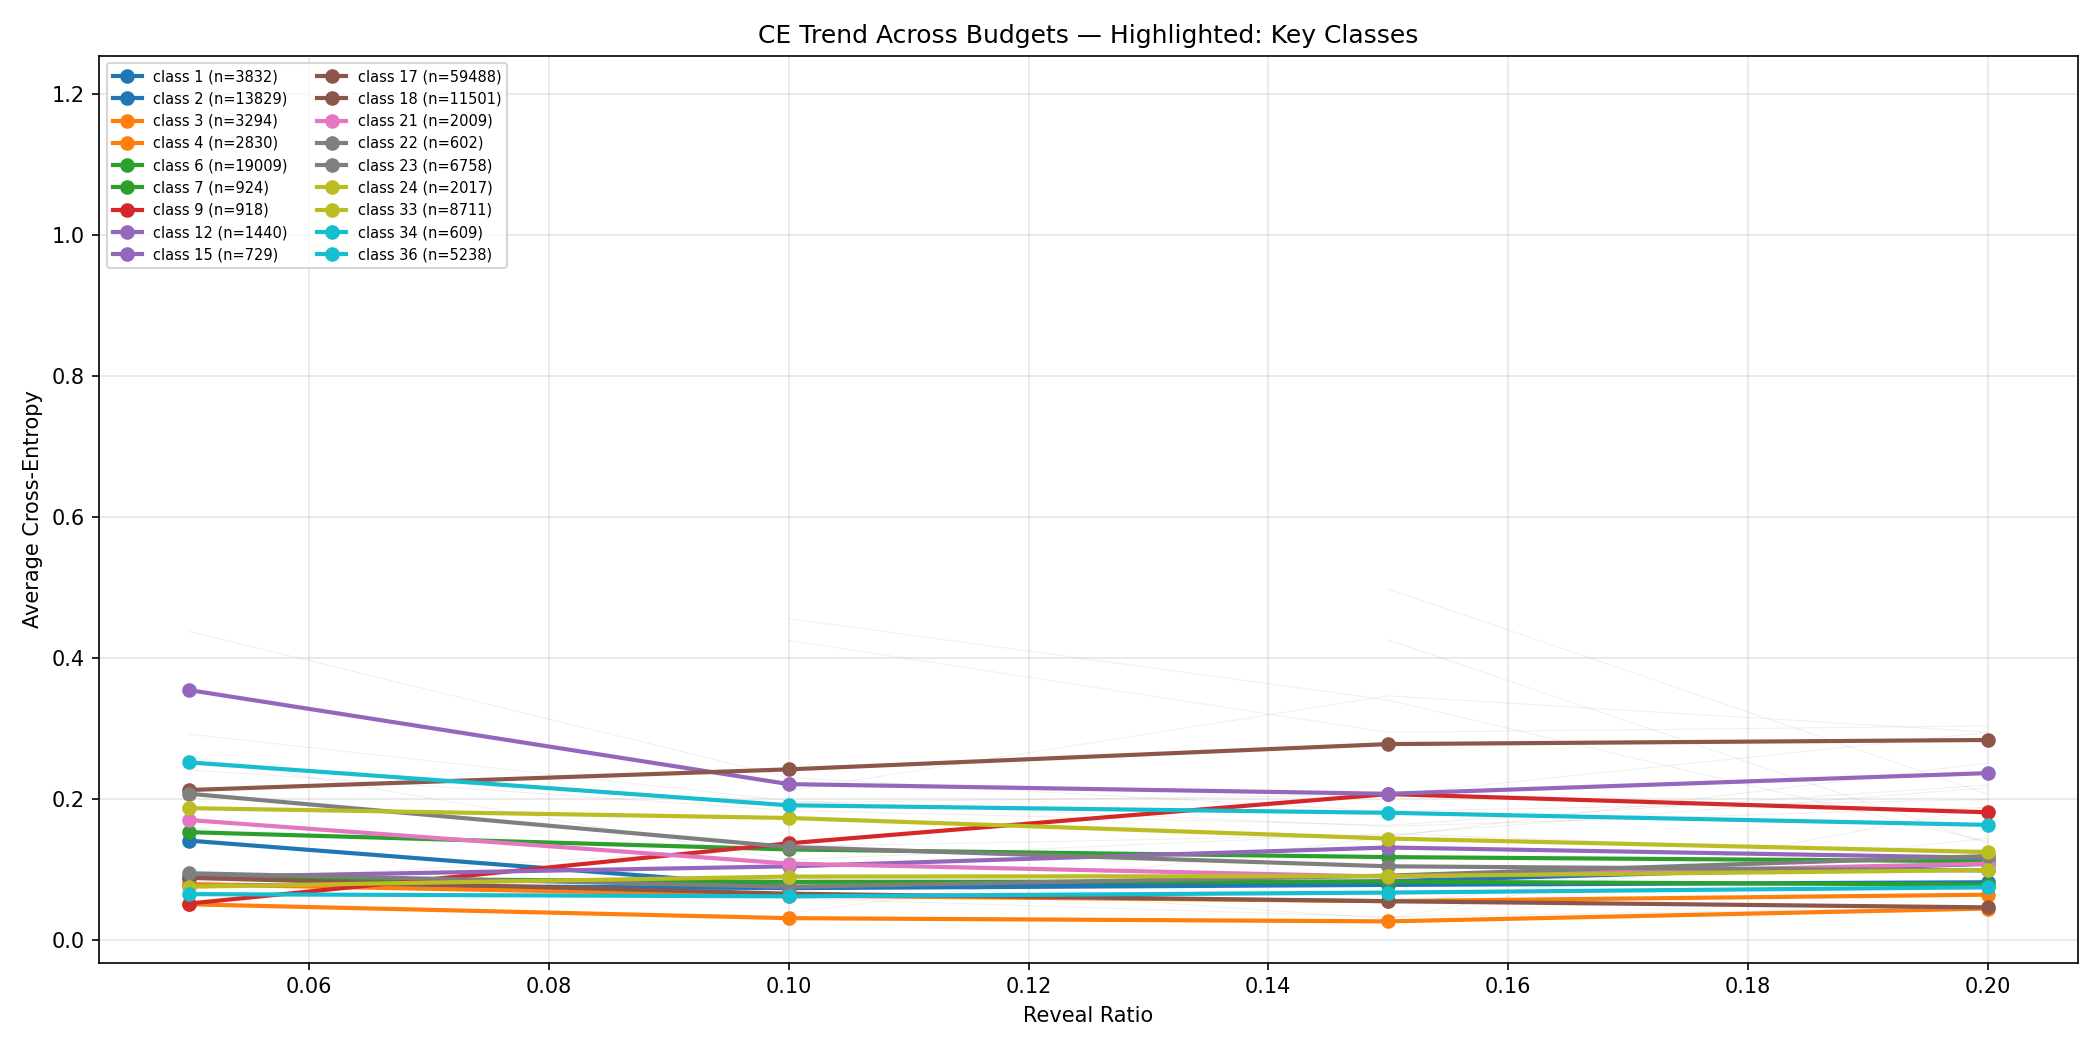 CE Trend Across Budgets — Highlighted: Key Classes
class 1 (n=3832)
class 2 (n=13829)
class 3 (n=3294)
class 4 (n=2830)
class 6 (n=19009)
class 7 (n=924)
class 9 (n=918)
class 12 (n=1440)
class 15 (n=729)
class 17 (n=59488)
class 18 (n=11501)
class 21 (n=2009)
class 22 (n=602)
class 23 (n=6758)
class 24 (n=2017)
class 33 (n=8711)
class 34 (n=609)
class 36 (n=5238)
Average Cross-Entropy
1.2
1.0
0.8
0.6
0.4
0.2
0.0
0.06 0.08 0.10 0.12 0.14 0.16 0.18 0.20
Reveal Ratio